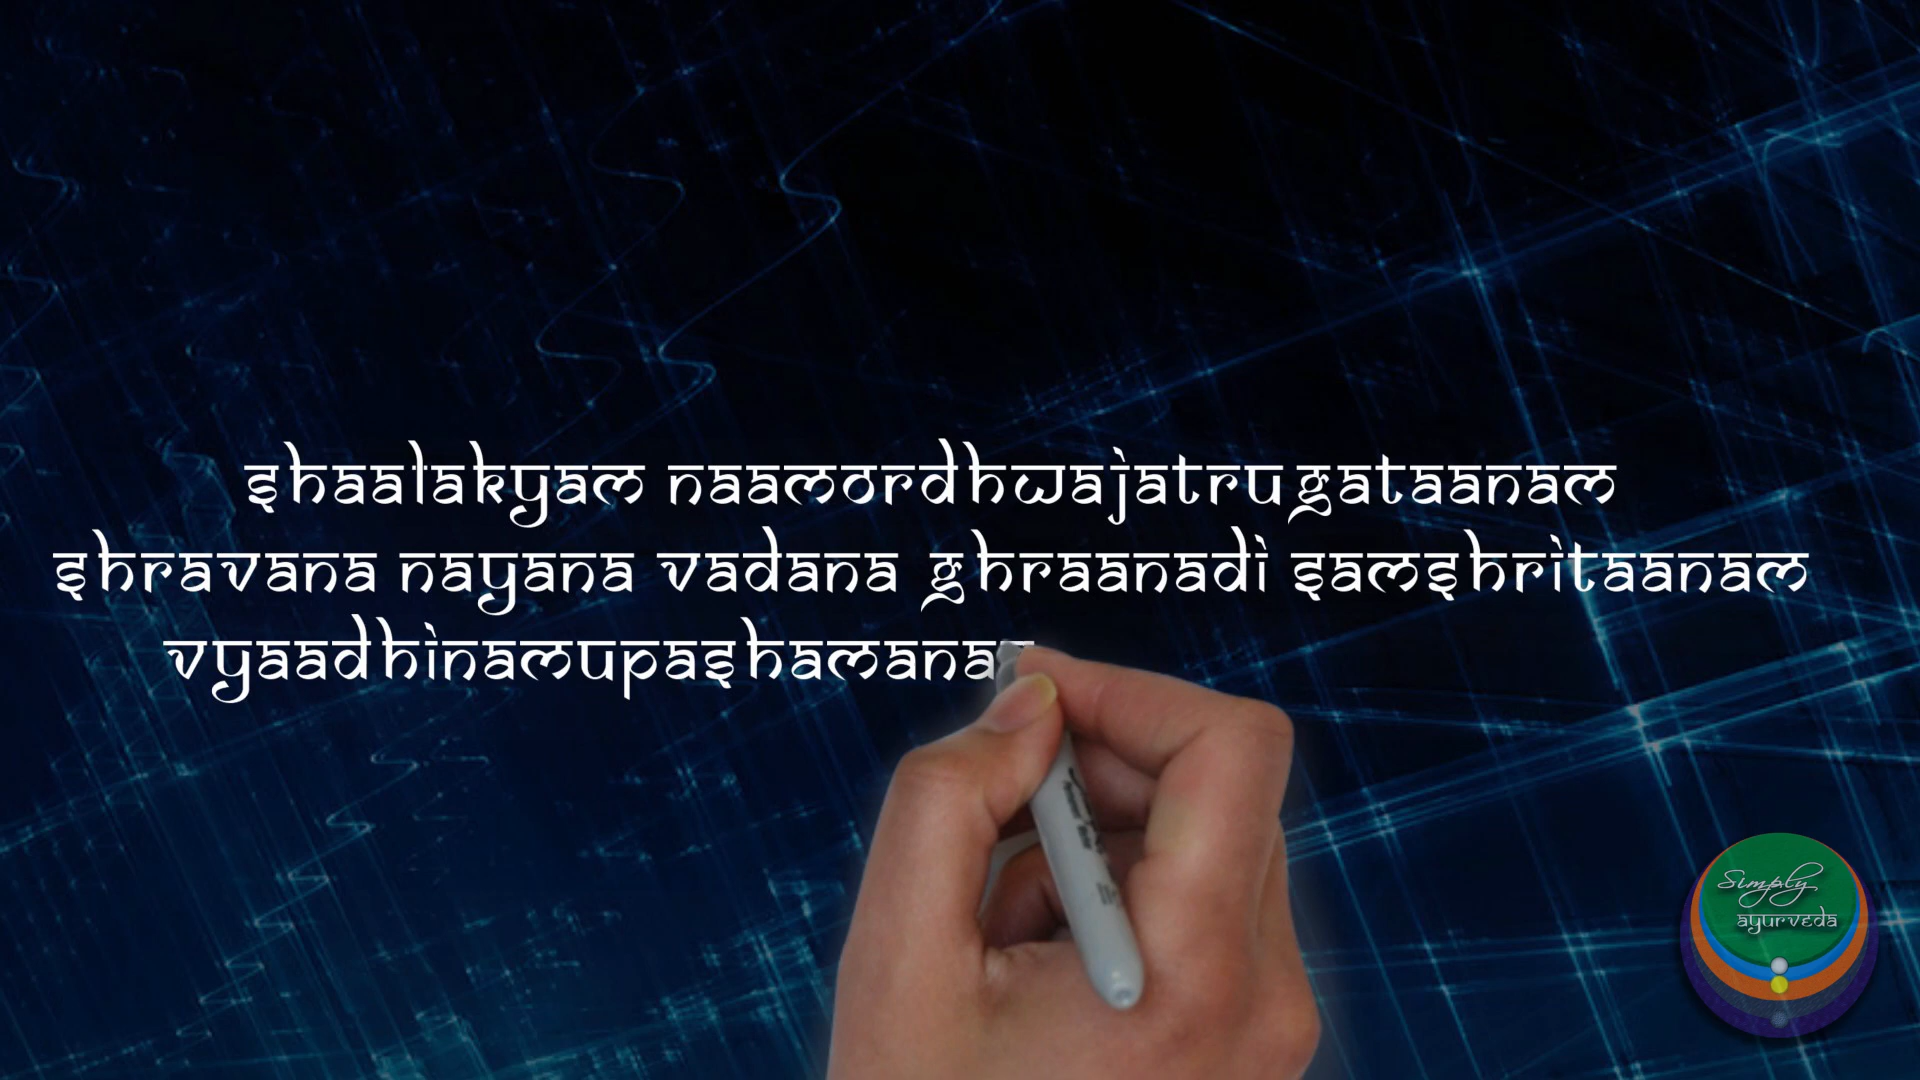 shaalakyam naamordhwajatrugataanam
shravana nayana vadana ghraanadi samshritaanam
vyaadhinamupashamana
Simply
ayurveda